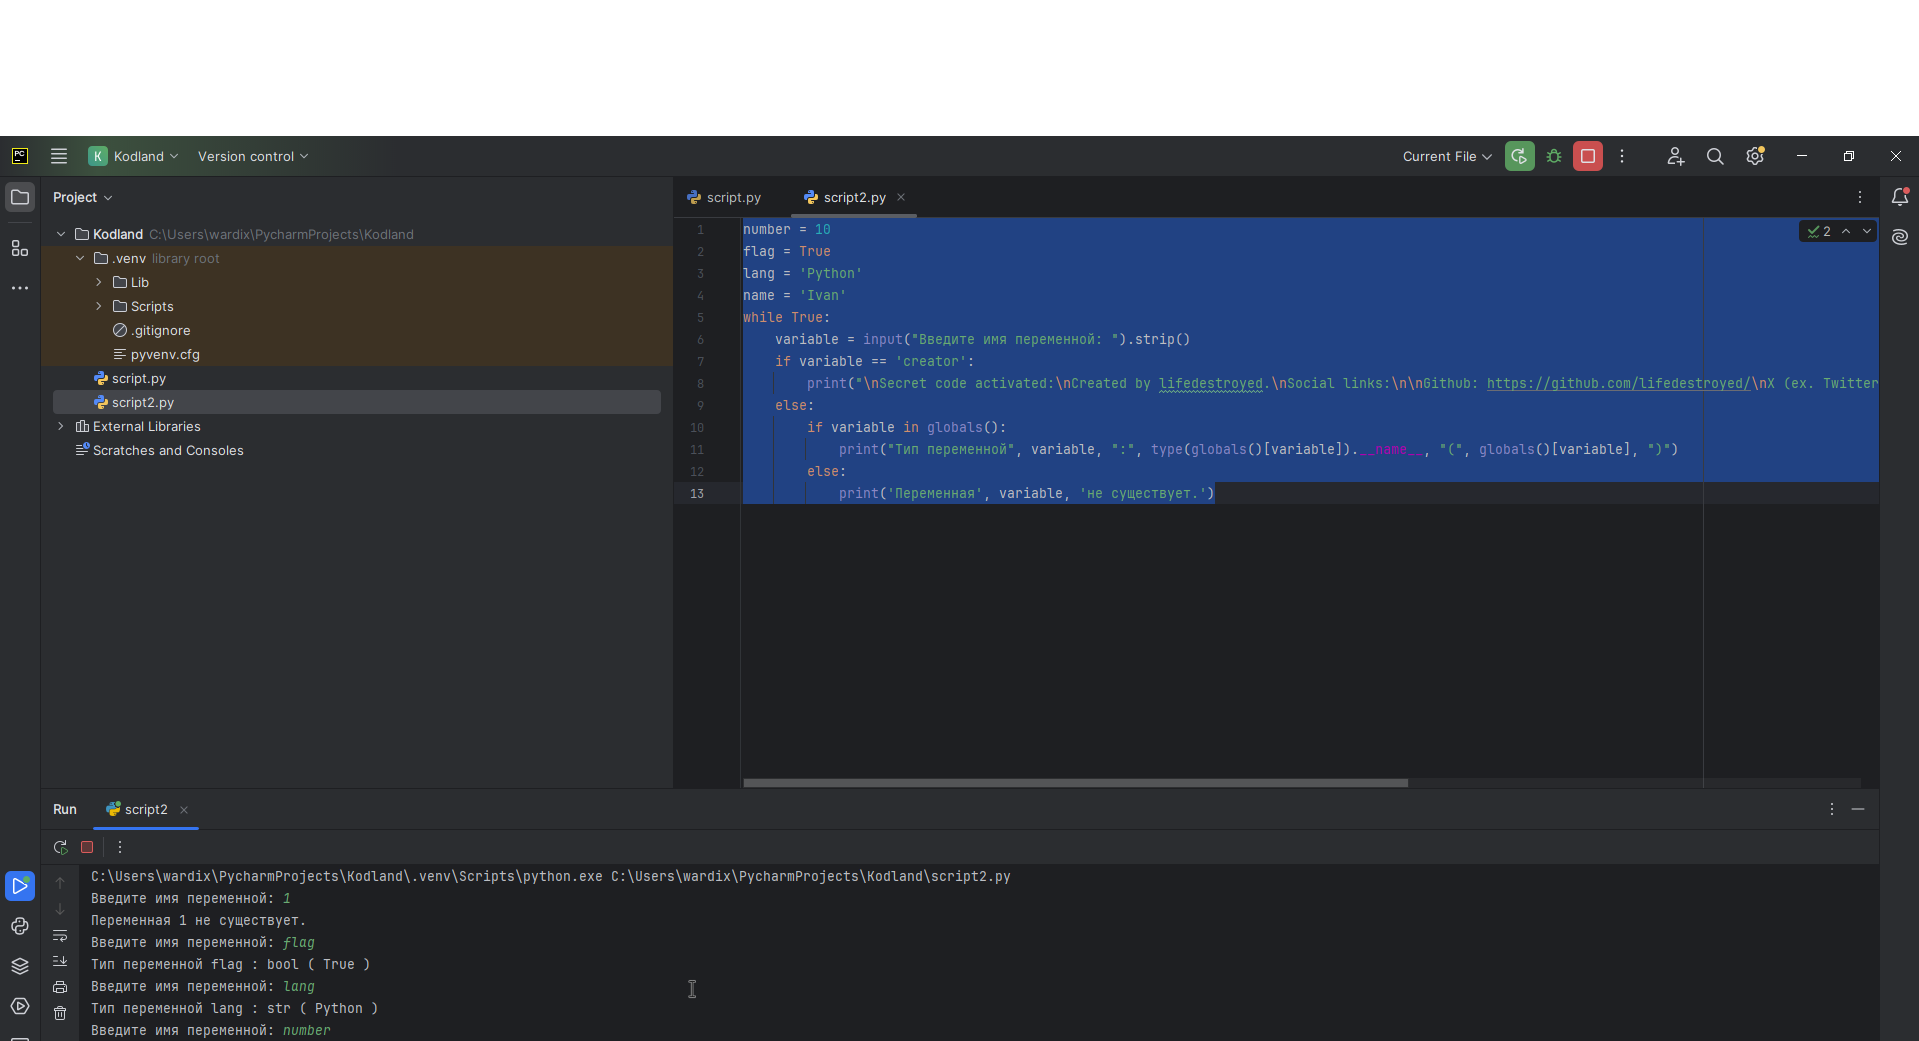 PC
K Kodland Version control Current File
Project
script.py script2.py
Kodland C:\Users\wardix\PycharmProjects\Kodland
.venv library root
Lib
Scripts
.gitignore
pyvenv.cfg
script.py
script2.py
External Libraries
Scratches and Consoles
2
1 number = 10
2 flag = True
3 lang = 'Python'
4 name = 'Ivan'
5 while True:
6 variable = input("Введите имя переменной: ").strip()
7 if variable == 'creator':
8 print("\nSecret code activated:\nCreated by lifedestroyed.\nSocial links:\n\nGithub: https://github.com/lifedestroyed/\nX (ex. Twitter
9 else:
10 if variable in globals():
11 print("Тип переменной", variable, ":", type(globals()[variable]).__name__, "(", globals()[variable], ")")
12 else:
13 print('Переменная', variable, 'не существует.')
Run script2
C:\Users\wardix\PycharmProjects\Kodland\.venv\Scripts\python.exe C:\Users\wardix\PycharmProjects\Kodland\script2.py
Введите имя переменной: 1
Переменная 1 не существует.
Введите имя переменной: flag
Тип переменной flag : bool ( True )
Введите имя переменной: lang
Тип переменной lang : str ( Python )
Введите имя переменной: number